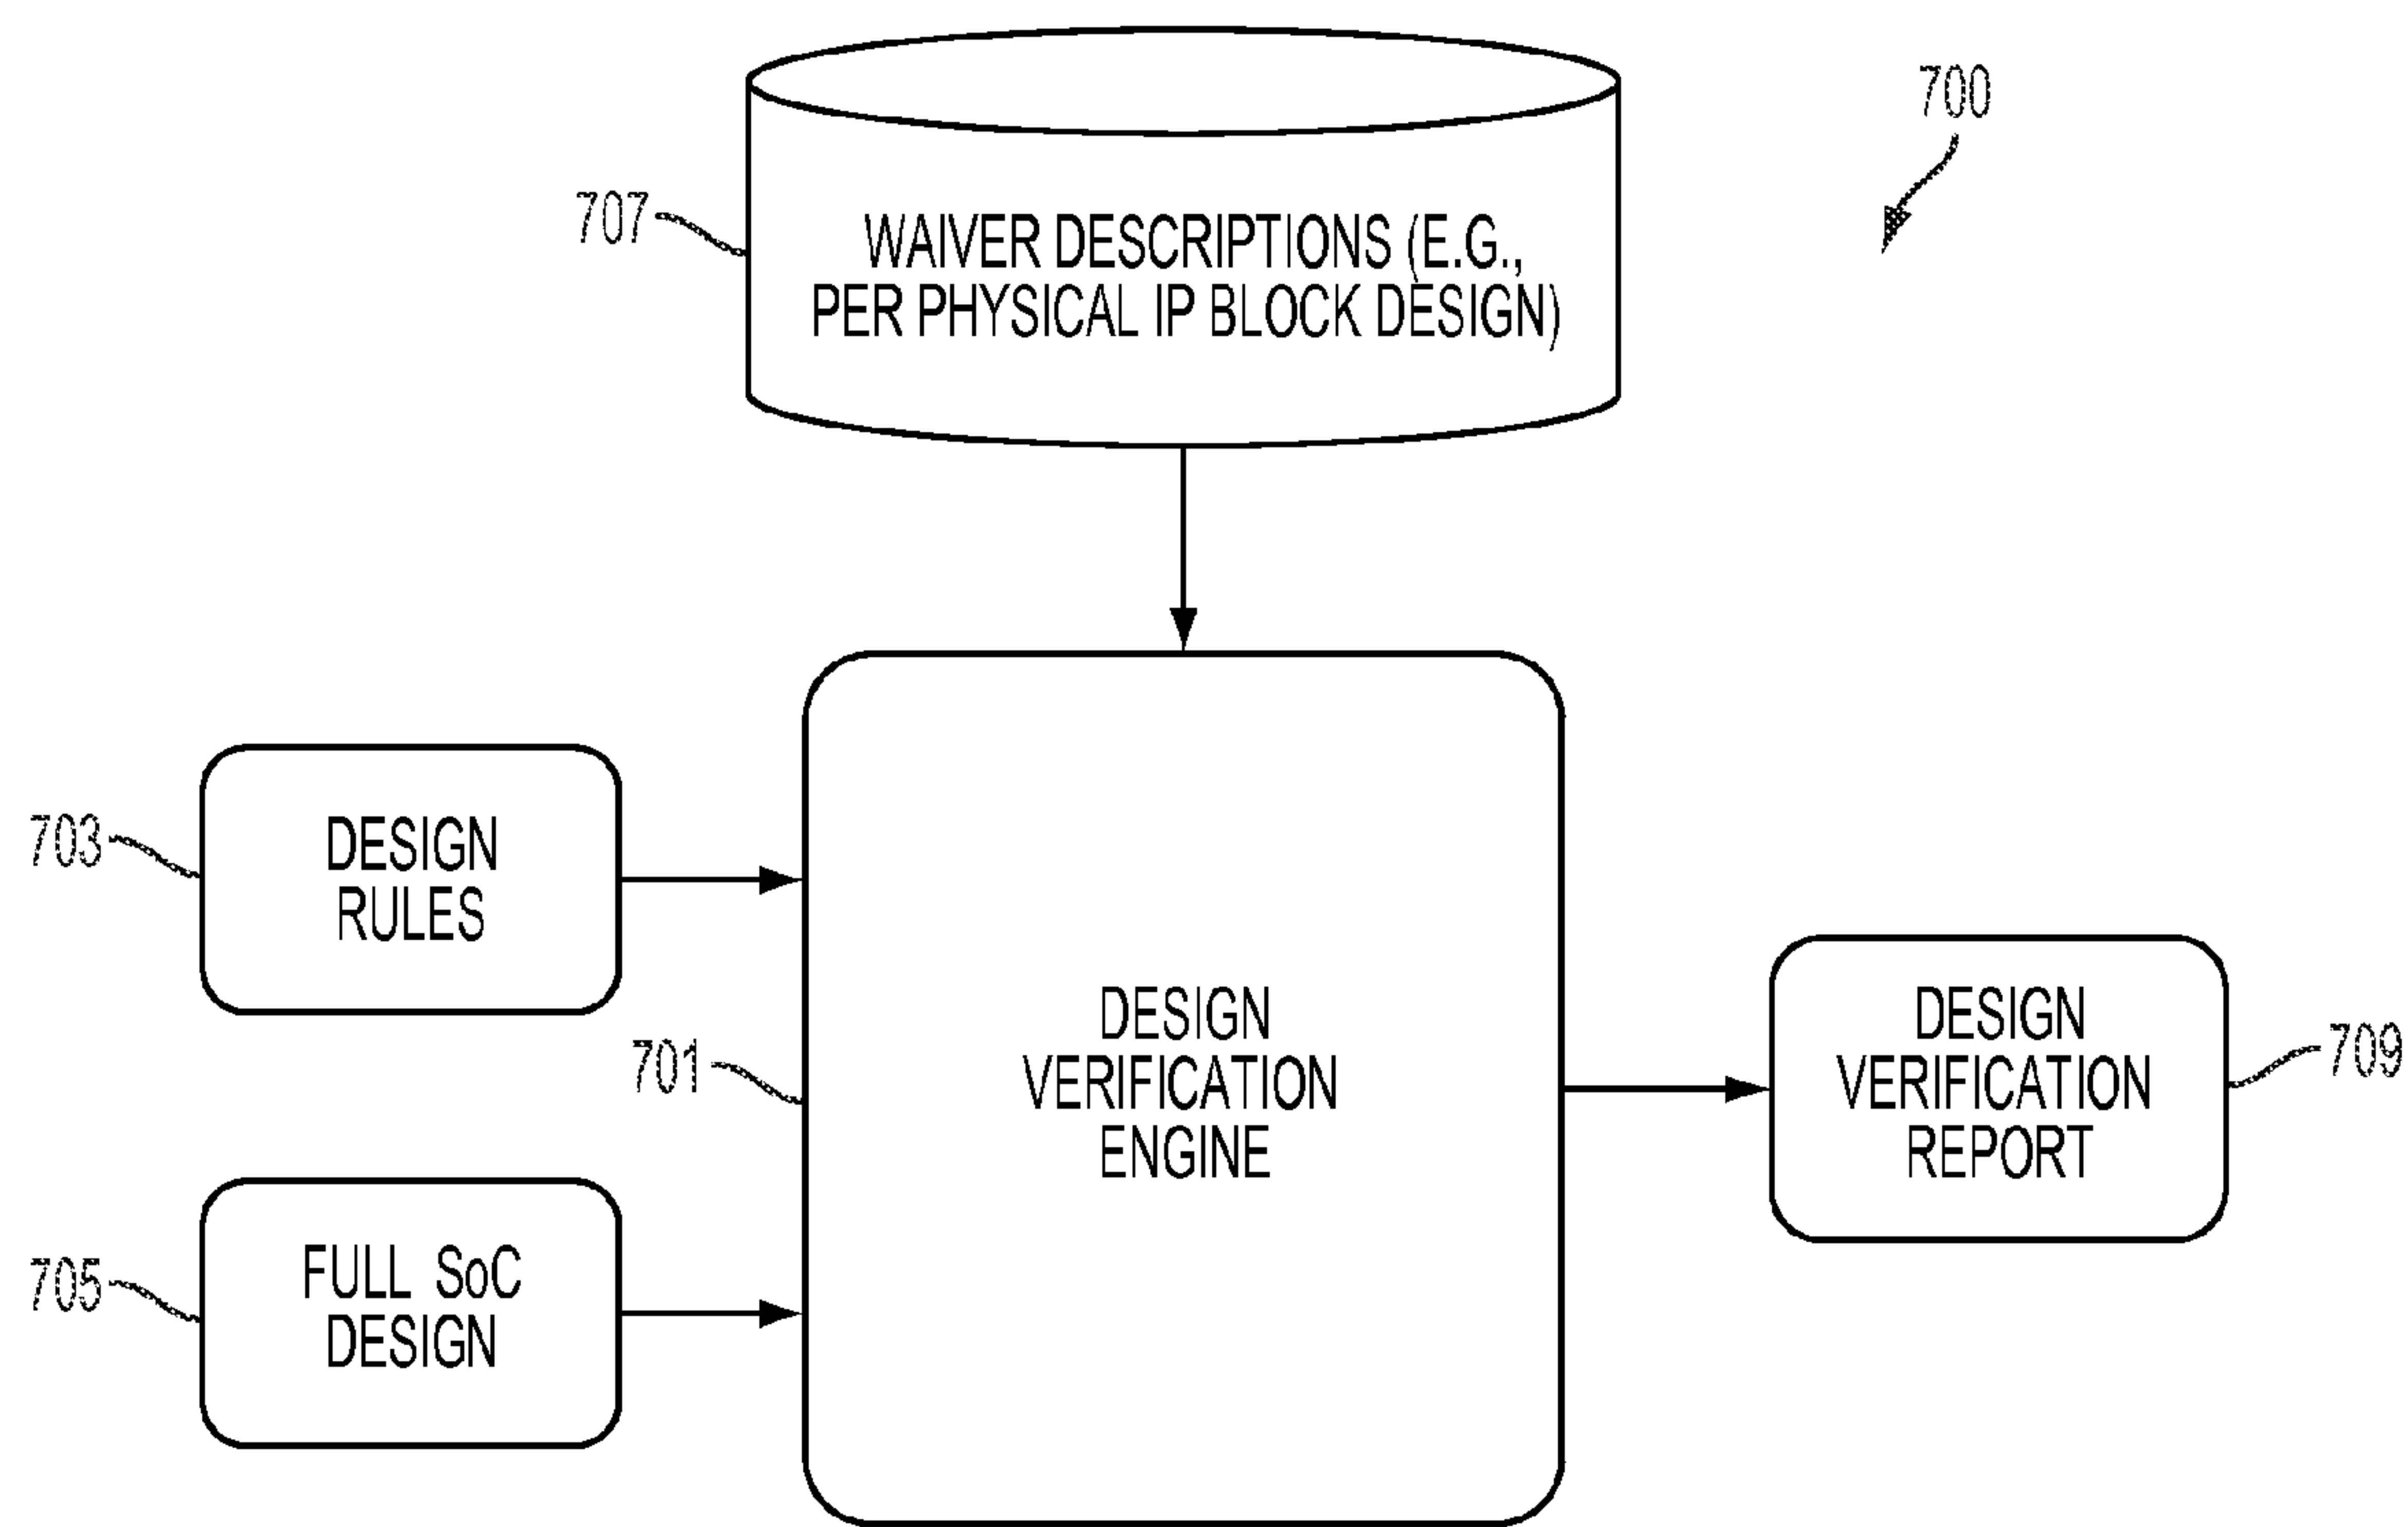 700
707
WAIVER DESCRIPTIONS (E.G.,
PER PHYSICAL IP BLOCK DESIGN)
703
DESIGN
RULES
701
DESIGN
VERIFICATION
ENGINE
DESIGN
VERIFICATION
REPORT
709
705
FULL SoC
DESIGN